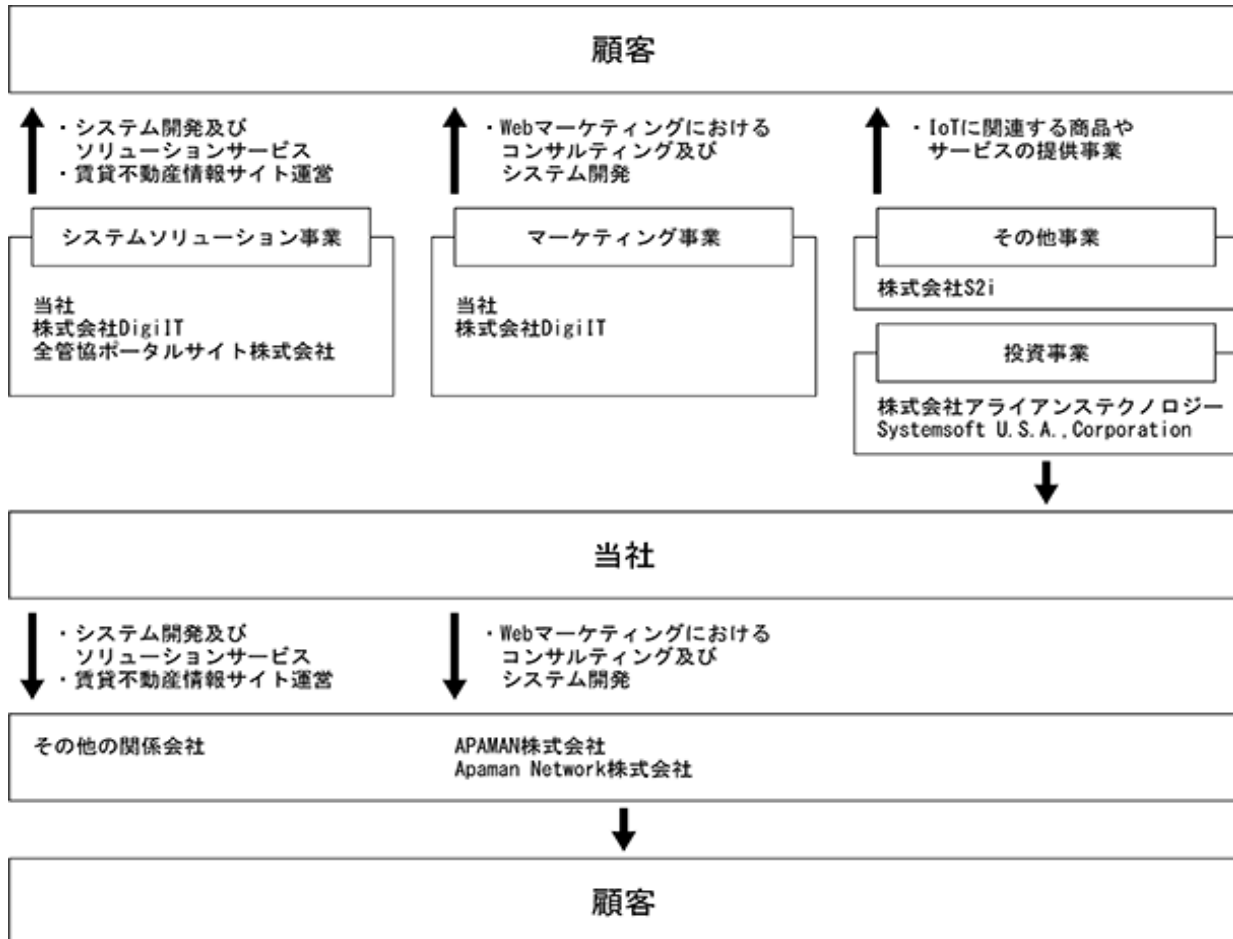 顧客
・システム開発及び
ソリューションサービス
・賃貸不動産情報サイト運営
・Webマーケティングにおける
コンサルティング及び
システム開発
・IoTに関連する商品や
サービスの提供事業
システムソリューション事業
当社
株式会社DigiIT
全管協ポータルサイト株式会社
マーケティング事業
当社
株式会社DigiIT
その他事業
株式会社S2i
投資事業
株式会社アライアンステクノロジー
Systemsoft U.S.A.,Corporation
当社
・システム開発及び
ソリューションサービス
・賃貸不動産情報サイト運営
・Webマーケティングにおける
コンサルティング及び
システム開発
その他の関係会社
APAMAN株式会社
Apaman Network株式会社
顧客